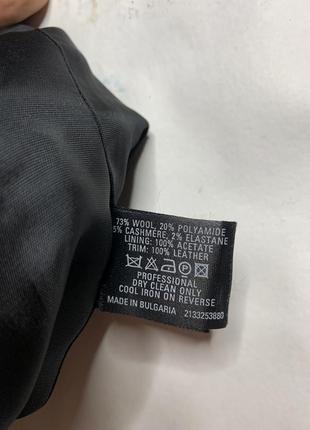 73% WOOL, 20% POLYAMIDE
5% CASHMERE, 2% ELASTANE
LINING: 100% ACETATE
TRIM: 100% LEATHER
PROFESSIONAL
DRY CLEAN ONLY
COOL IRON ON REVERSE
MADE IN BULGARIA 2133253880